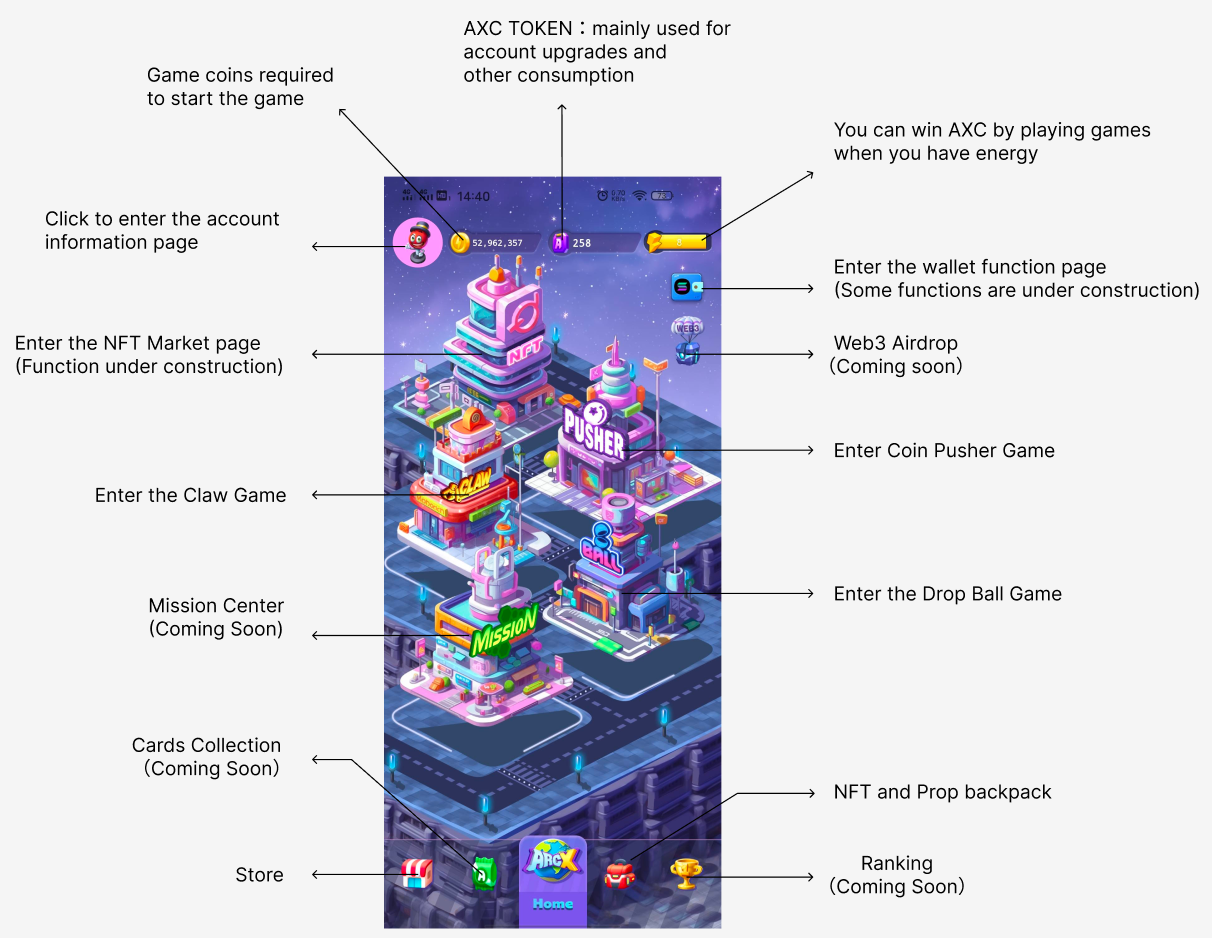 AXC TOKEN：mainly used for
account upgrades and
other consumption
Game coins required
to start the game
You can win AXC by playing games
when you have energy
14:40
Click to enter the account
information page
52,962,357
258
8
Enter the wallet function page
(Some functions are under construction)
WEB3
Enter the NFT Market page
(Function under construction)
NFT
Web3 Airdrop
（Coming soon）
PUSHER
Enter Coin Pusher Game
Enter the Claw Game
CLAW
BALL
Enter the Drop Ball Game
Mission Center
(Coming Soon)
MISSION
Cards Collection
（Coming Soon）
NFT and Prop backpack
Store
ARCX
Home
Ranking
（Coming Soon）